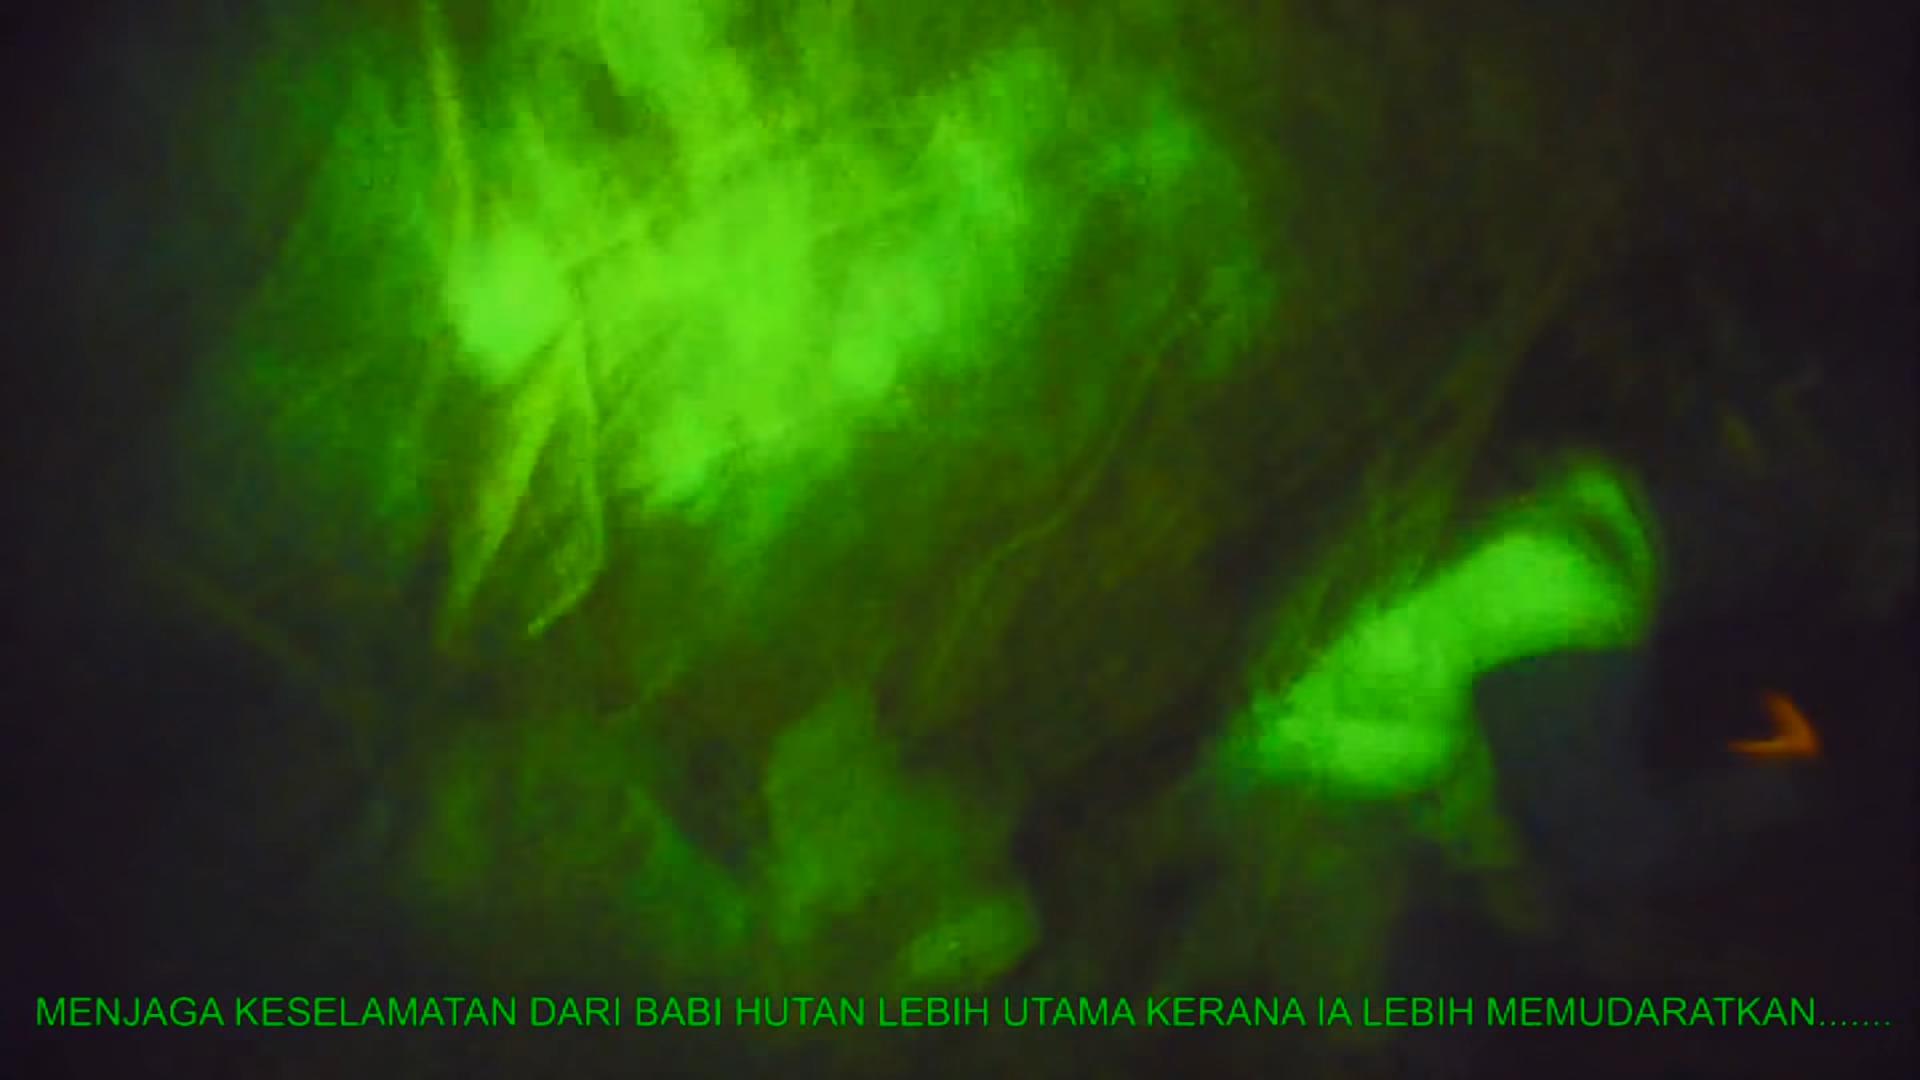 MENJAGA KESELAMATAN DARI BABI HUTAN LEBIH UTAMA KERANA IA LEBIH MEMUDARATKAN.......